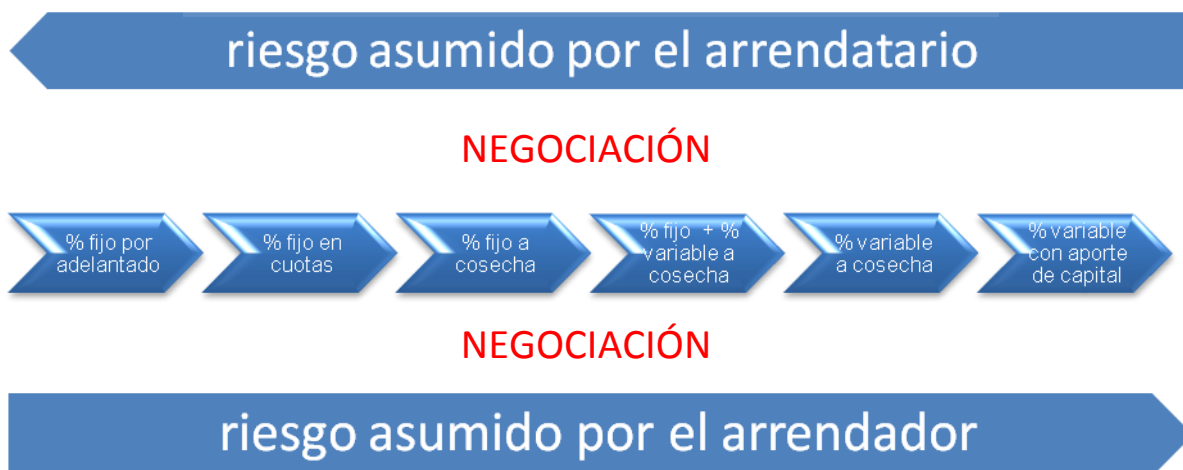 riesgo asumido por el arrendatario
NEGOCIACIÓN
% fijo por
adelantado
% fijo en
cuotas
% fijo a
cosecha
% fijo + %
variable a
cosecha
% variable
a cosecha
% variable
con aporte
de capital
NEGOCIACIÓN
riesgo asumido por el arrendador